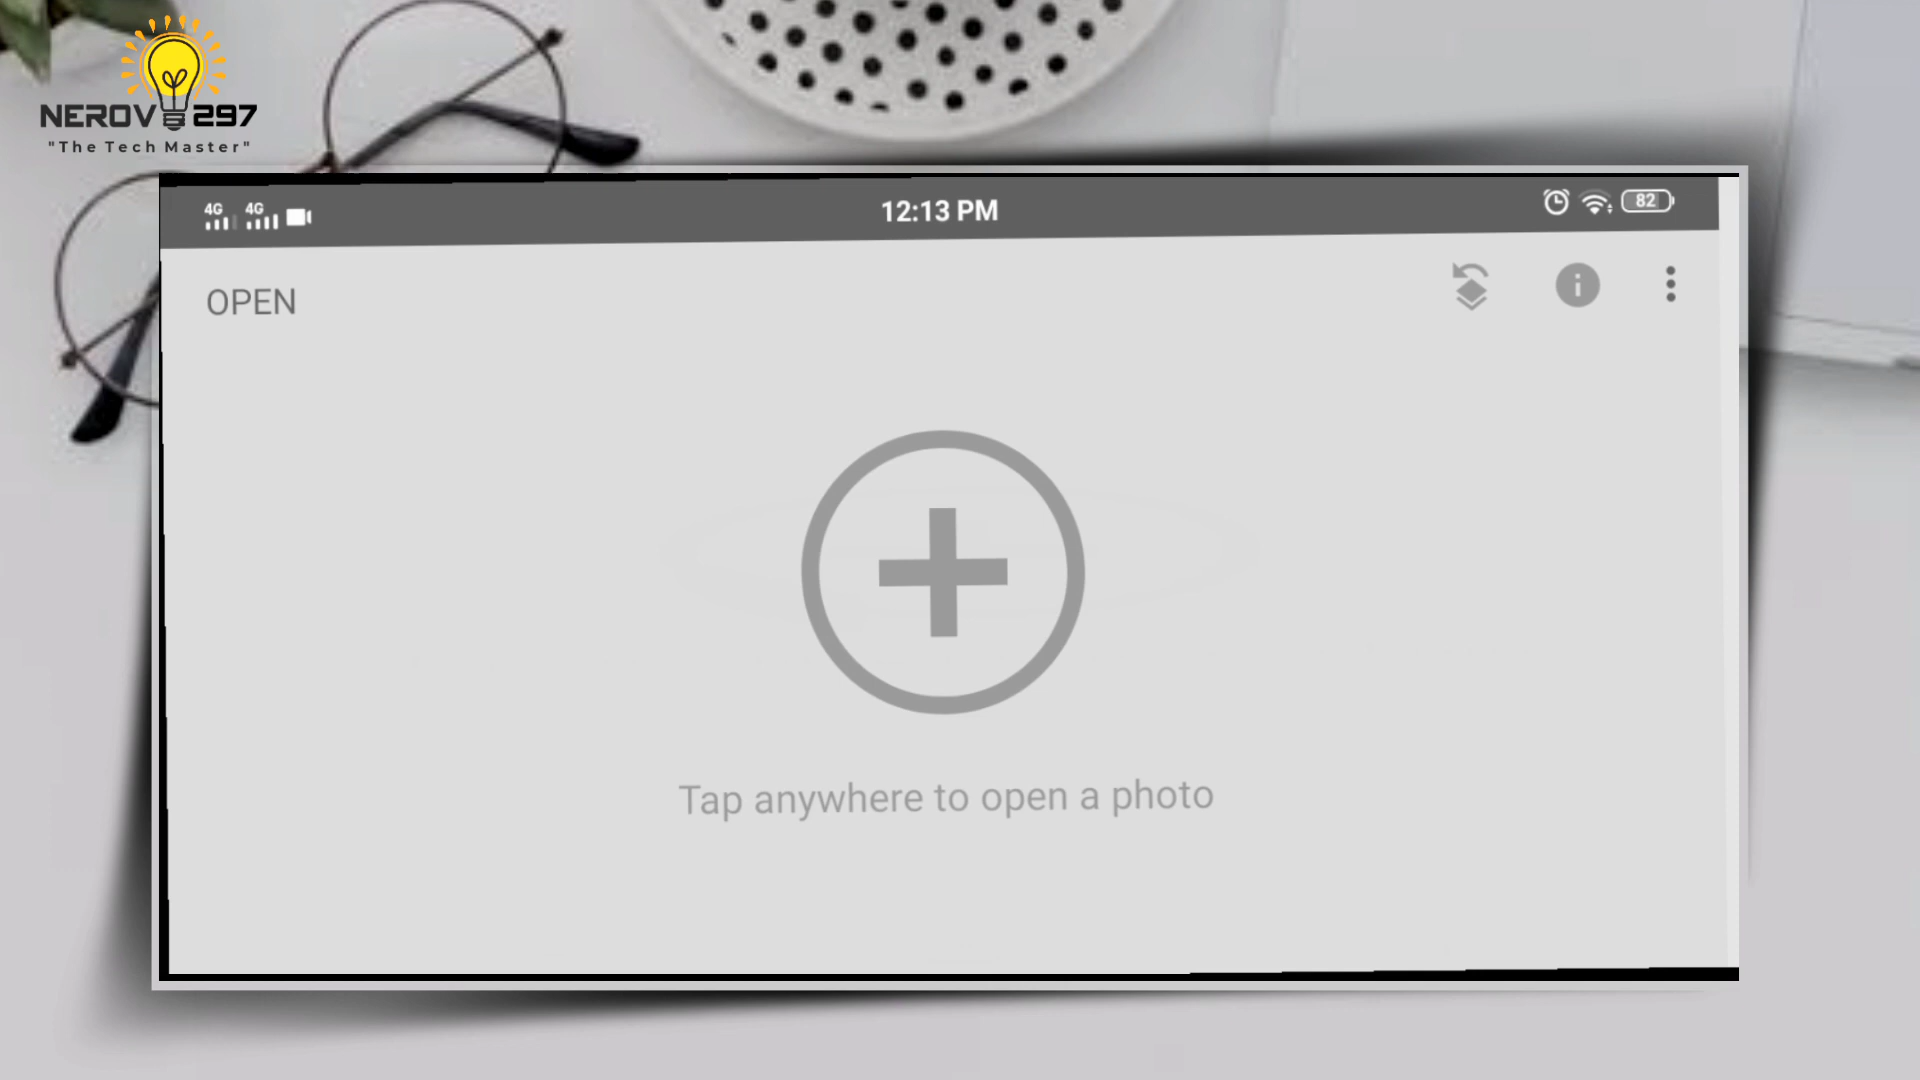 NEROV 297
"The Tech Master"
4G 4G 12:13 PM 82
OPEN
Tap anywhere to open a photo